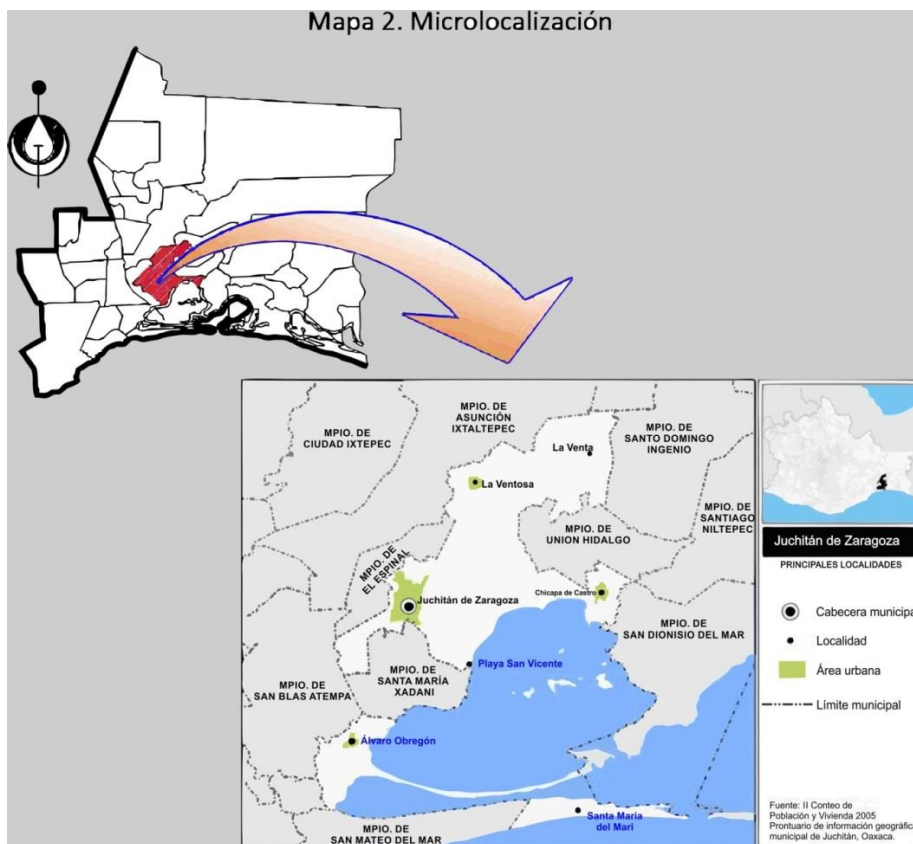 Mapa 2. Microlocalización
MPIO. DE
CIUDAD IXTEPEC
MPIO. DE
ASUNCIÓN
IXTALTEPEC
La Venta
MPIO. DE
SANTO DOMINGO
INGENIO
La Ventosa
MPIO. DE
UNION HIDALGO
MPIO. DE
SANTIAGO
NILTEPEC
MPIO. DE
EL ESPINAL
Juchitán de Zaragoza
Chicapa de Castro
MPIO. DE
SAN DIONISIO DEL MAR
MPIO. DE
SAN BLAS ATEMPA
MPIO. DE
SANTA MARÍA
XADANI
Playa San Vicente
Álvaro Obregón
Santa María
del Mari
MPIO. DE
SAN MATEO DEL MAR
Juchitán de Zaragoza
PRINCIPALES LOCALIDADES
Cabecera municipa
Localidad
Área urbana
Límite municipal
Fuente: II Conteo de
Población y Vivienda 2005
Prontuario de información geográfic
municipal de Juchitán, Oaxaca.